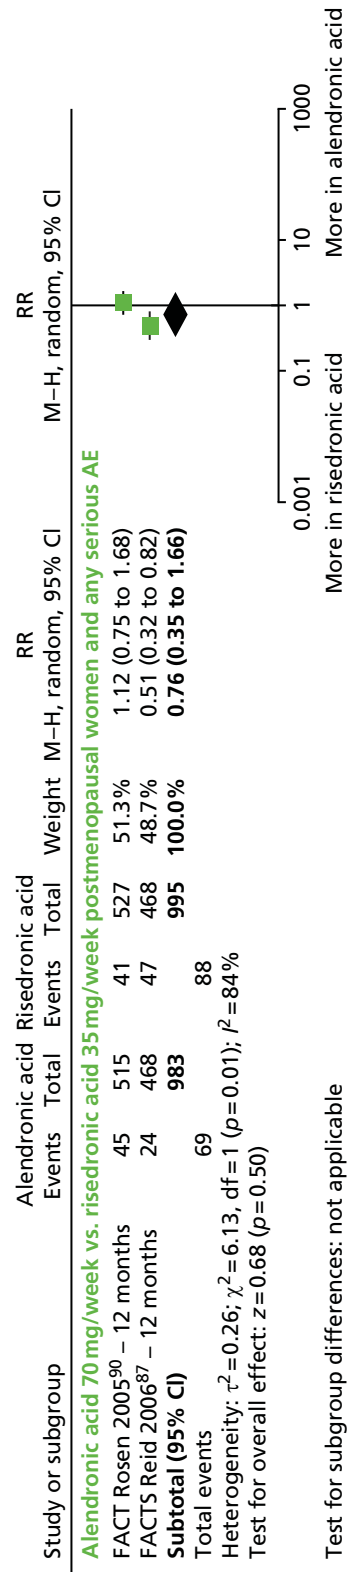 Alendronic acid Risedronic acid RR RR
Study or subgroup Events Total Events Total Weight M–H, random, 95% CI M–H, random, 95% CI
Alendronic acid 70 mg/week vs. risedronic acid 35 mg/week postmenopausal women and any serious AE
FACT Rosen 2005⁹⁰ – 12 months 45 515 41 527 51.3% 1.12 (0.75 to 1.68)
FACTS Reid 2006⁸⁷ – 12 months 24 468 47 468 48.7% 0.51 (0.32 to 0.82)
Subtotal (95% CI) 983 995 100.0% 0.76 (0.35 to 1.66)
Total events 69 88
Heterogeneity: τ²=0.26; χ²=6.13, df=1 (p=0.01); I²=84%
Test for overall effect: z=0.68 (p=0.50)
0.001 0.1 1 10 1000
More in risedronic acid More in alendronic acid
Test for subgroup differences: not applicable